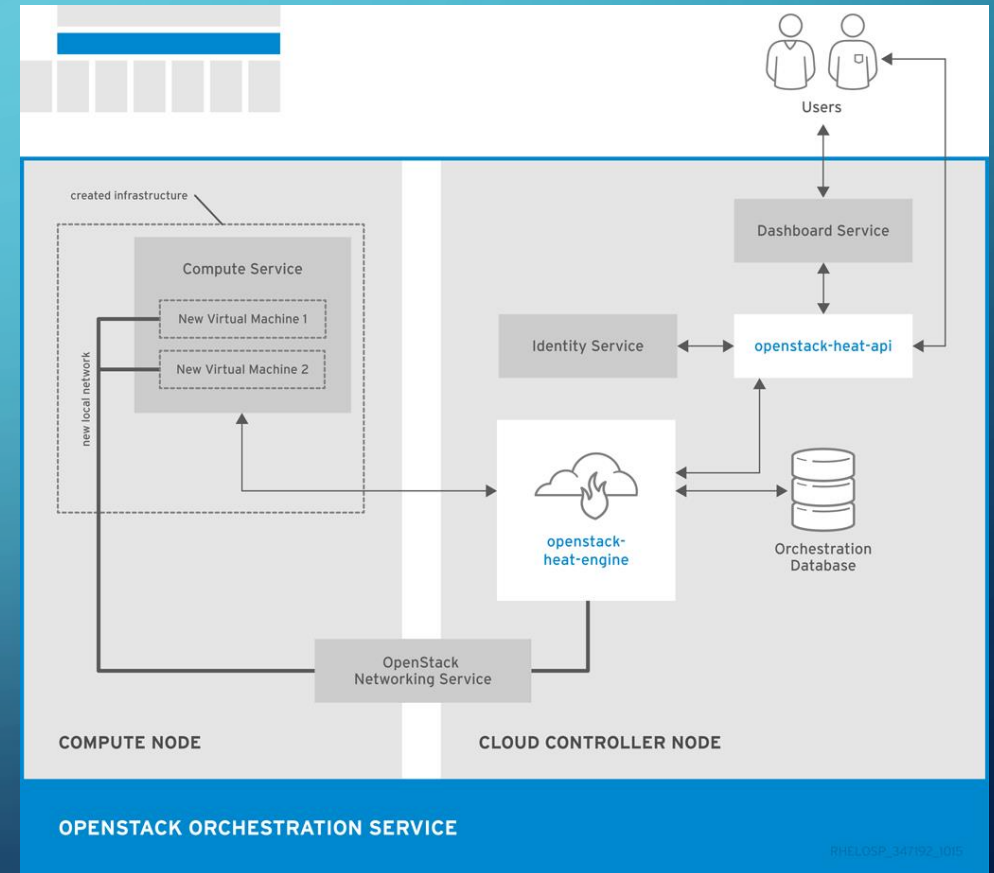 Users
created infrastructure
Dashboard Service
Compute Service
New Virtual Machine 1
Identity Service
openstack-heat-api
New Virtual Machine 2
new local network
openstack-
heat-engine
Orchestration
Database
OpenStack
Networking Service
COMPUTE NODE
CLOUD CONTROLLER NODE
OPENSTACK ORCHESTRATION SERVICE
RHELOSP_347192_1015